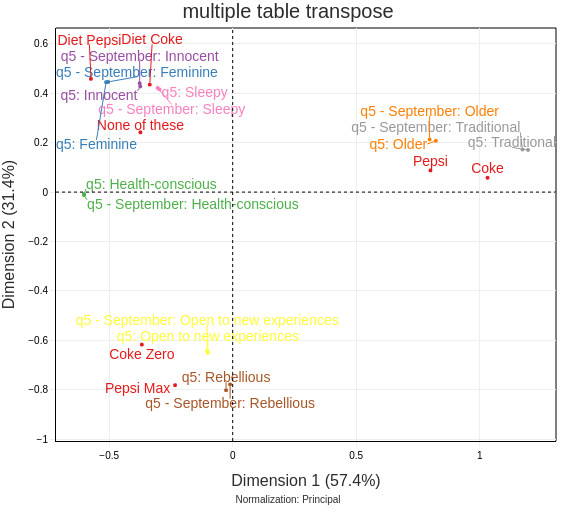 multiple table transpose
0.6
0.4
0.2
0
−0.2
−0.4
−0.6
−0.8
−1
Dimension 2 (31.4%)
Diet Pepsi
Diet Coke
q5 - September: Innocent
q5 - September: Feminine
q5: Innocent
q5: Sleepy
q5 - September: Sleepy
None of these
q5: Feminine
q5 - September: Older
q5 - September: Traditional
q5: Older
q5: Traditional
Pepsi
Coke
q5: Health-conscious
q5 - September: Health-conscious
q5 - September: Open to new experiences
q5: Open to new experiences
Coke Zero
q5: Rebellious
Pepsi Max
q5 - September: Rebellious
−0.5
0
0.5
1
Dimension 1 (57.4%)
Normalization: Principal